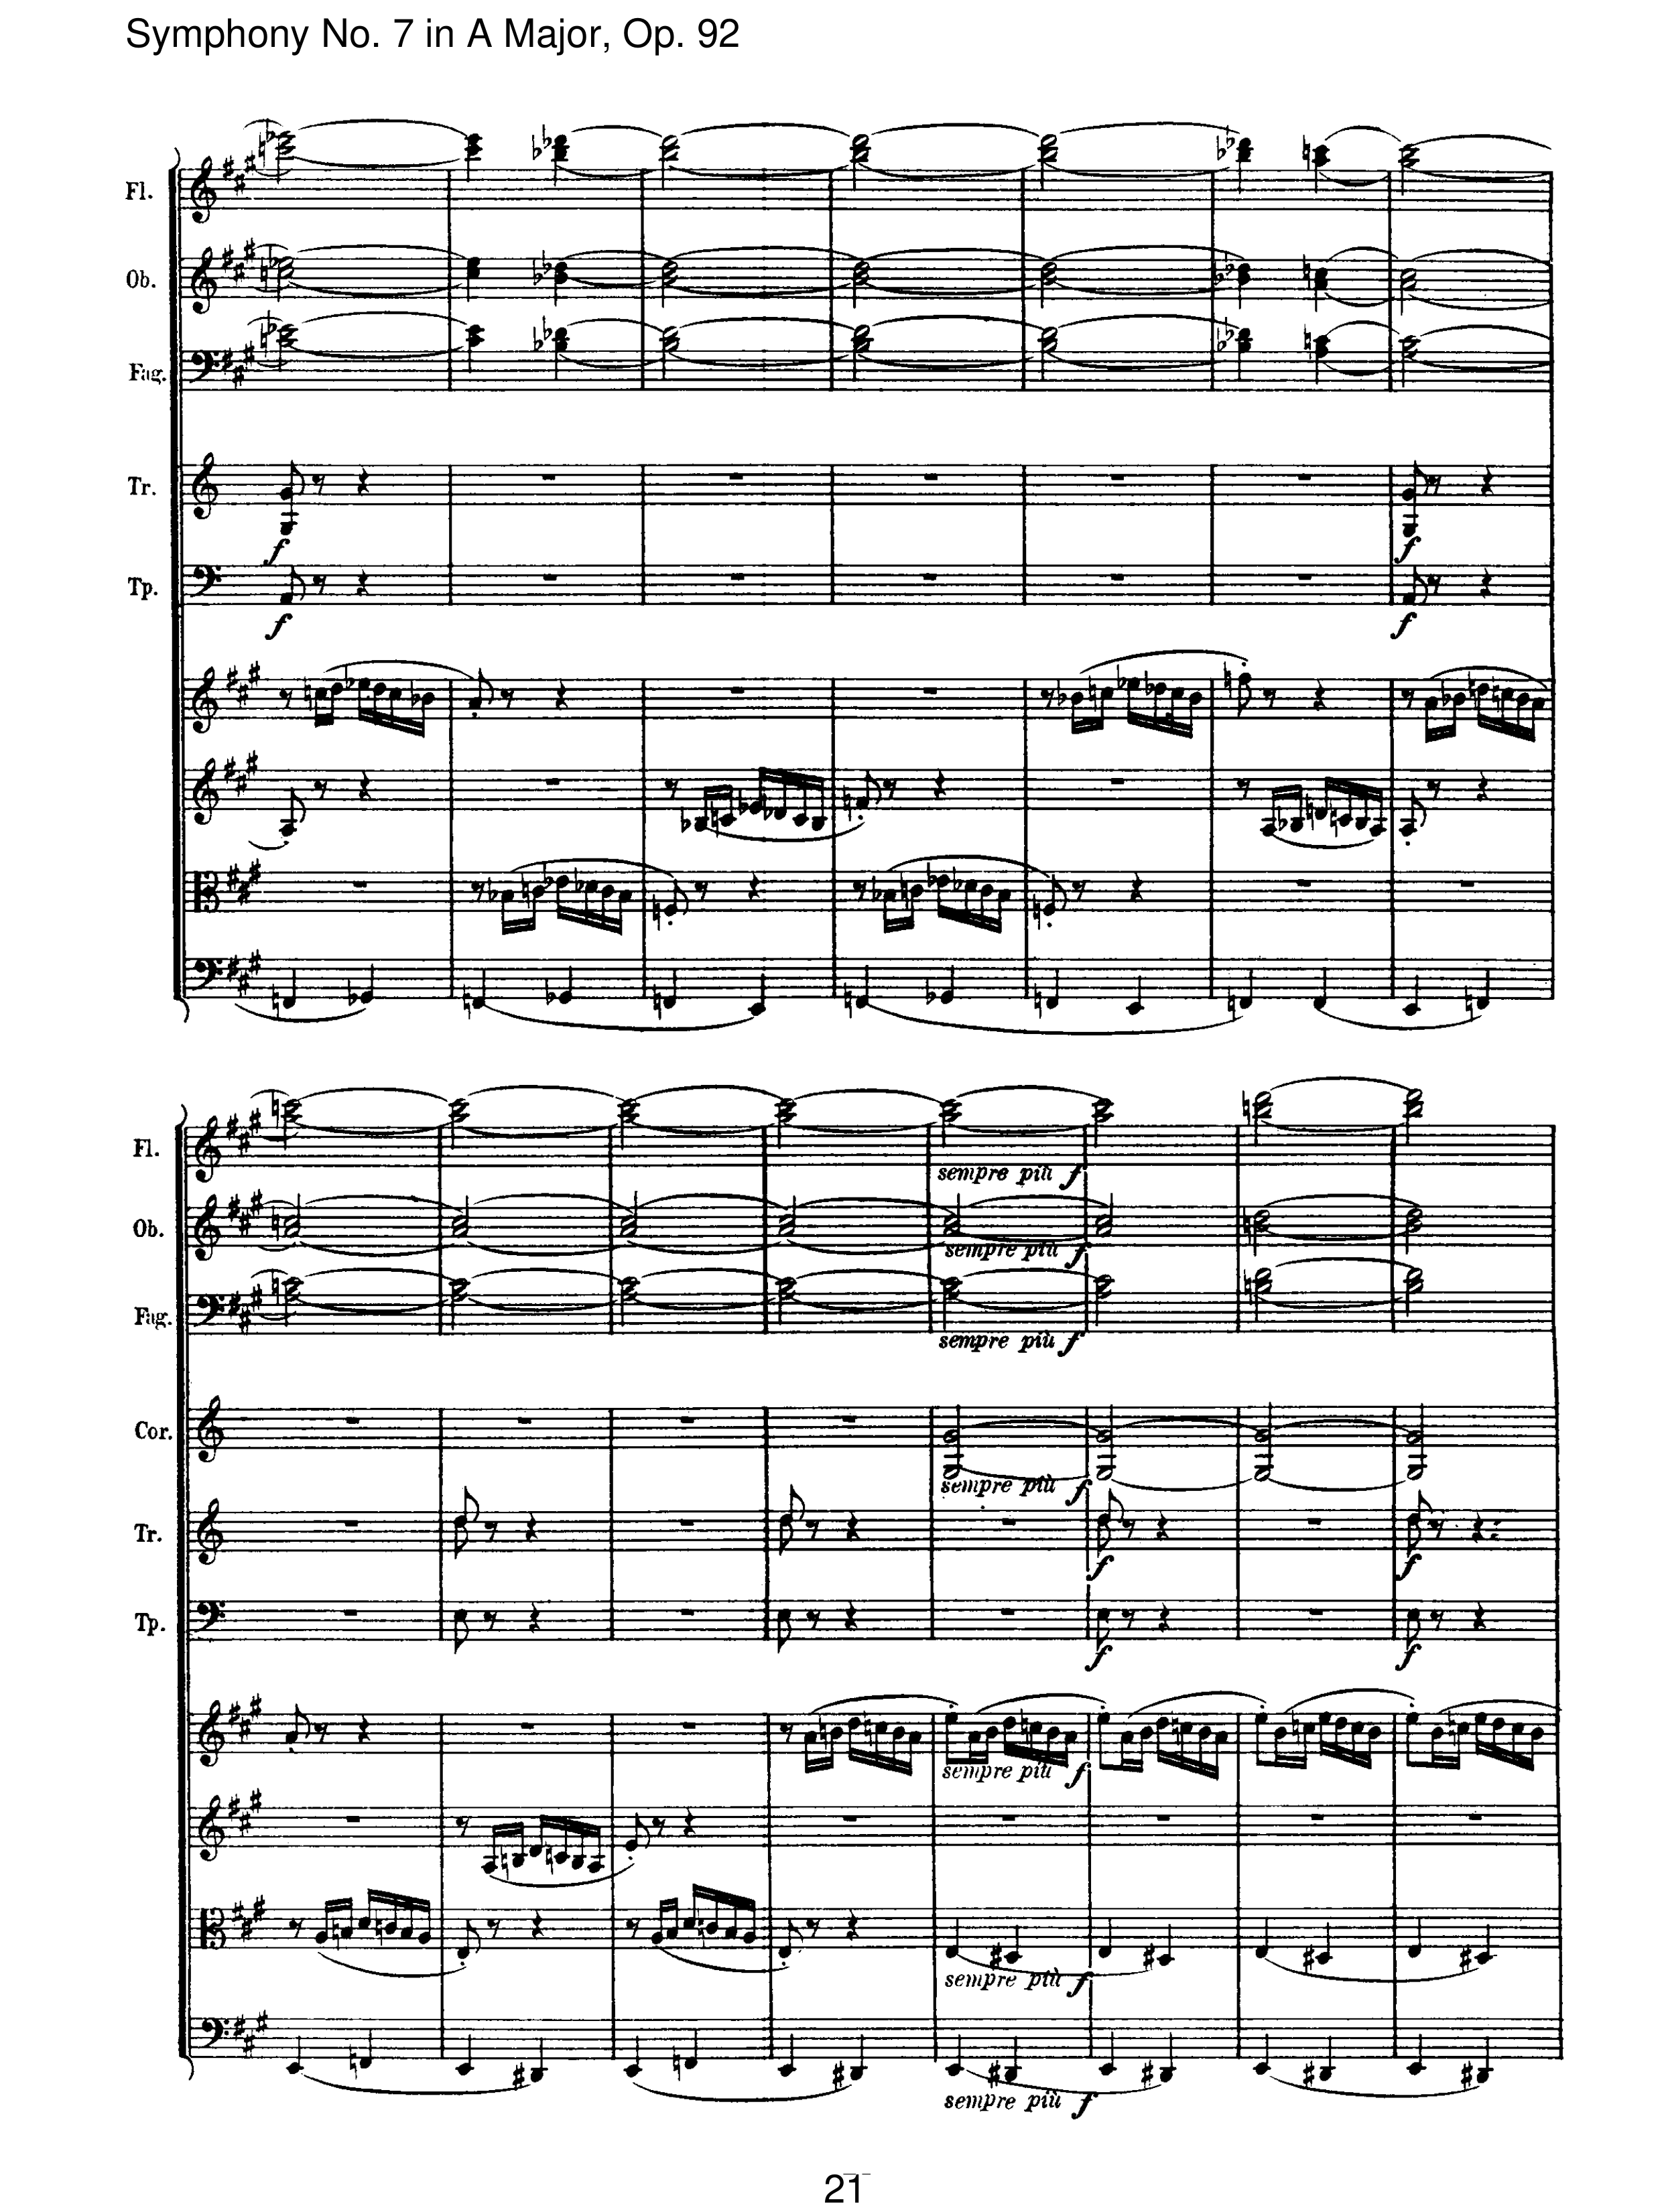 Symphony No. 7 in A Major, Op. 92
Fl.
Ob.
Fag.
Tr.
f
f
Tp.
f
f
Fl.
sempre più f
Ob.
sempre più f
Fag.
sempre più f
Cor.
sempre più f
Tr.
f
f
Tp.
f
f
sempre più f
sempre più f
sempre più f
21